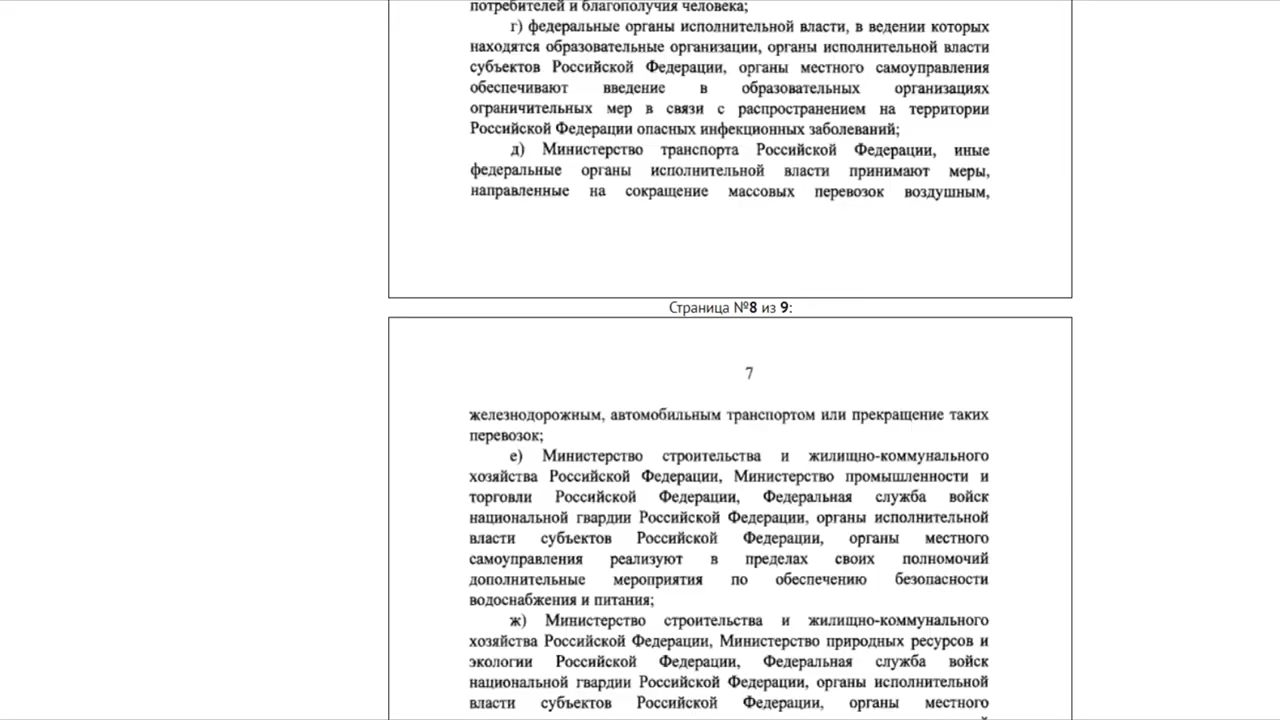 потребителей и благополучия человека;
г) федеральные органы исполнительной власти, в ведении которых
находятся образовательные организации, органы исполнительной власти
субъектов Российской Федерации, органы местного самоуправления
обеспечивают введение в образовательных организациях
ограничительных мер в связи с распространением на территории
Российской Федерации опасных инфекционных заболеваний;
д) Министерство транспорта Российской Федерации, иные
федеральные органы исполнительной власти принимают меры,
направленные на сокращение массовых перевозок воздушным,
Страница №8 из 9:
7
железнодорожным, автомобильным транспортом или прекращение таких
перевозок;
е) Министерство строительства и жилищно-коммунального
хозяйства Российской Федерации, Министерство промышленности и
торговли Российской Федерации, Федеральная служба войск
национальной гвардии Российской Федерации, органы исполнительной
власти субъектов Российской Федерации, органы местного
самоуправления реализуют в пределах своих полномочий
дополнительные мероприятия по обеспечению безопасности
водоснабжения и питания;
ж) Министерство строительства и жилищно-коммунального
хозяйства Российской Федерации, Министерство природных ресурсов и
экологии Российской Федерации, Федеральная служба войск
национальной гвардии Российской Федерации, органы исполнительной
власти субъектов Российской Федерации, органы местного